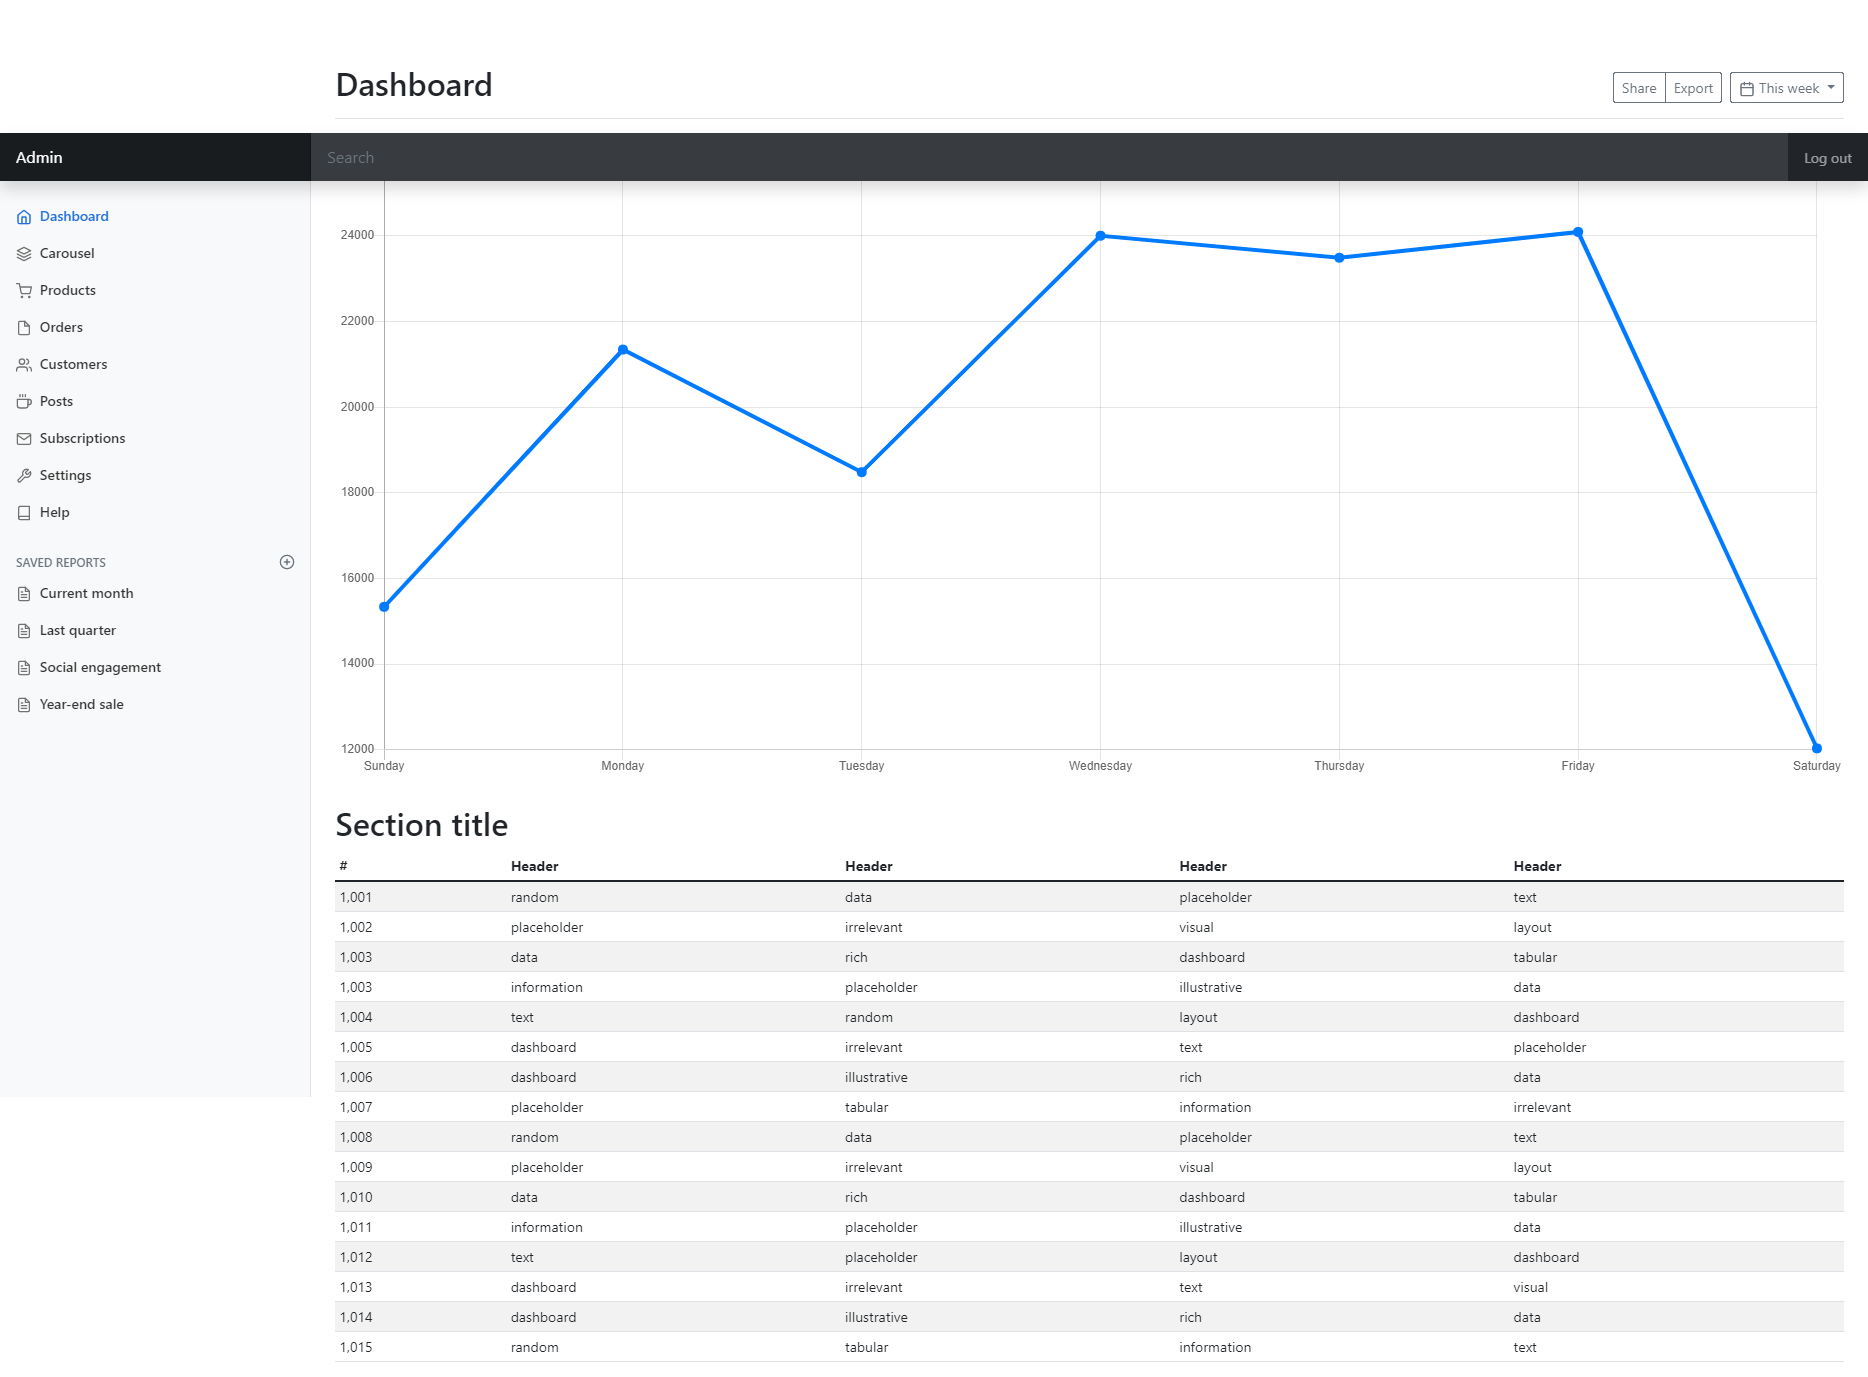 Dashboard
Share Export This week
Admin Search Log out
Dashboard
Carousel
Products
Orders
Customers
Posts
Subscriptions
Settings
Help
SAVED REPORTS
Current month
Last quarter
Social engagement
Year-end sale
24000
22000
20000
18000
16000
14000
12000
Sunday Monday Tuesday Wednesday Thursday Friday Saturday
Section title
# Header Header Header Header
1,001 random data placeholder text
1,002 placeholder irrelevant visual layout
1,003 data rich dashboard tabular
1,003 information placeholder illustrative data
1,004 text random layout dashboard
1,005 dashboard irrelevant text placeholder
1,006 dashboard illustrative rich data
1,007 placeholder tabular information irrelevant
1,008 random data placeholder text
1,009 placeholder irrelevant visual layout
1,010 data rich dashboard tabular
1,011 information placeholder illustrative data
1,012 text placeholder layout dashboard
1,013 dashboard irrelevant text visual
1,014 dashboard illustrative rich data
1,015 random tabular information text